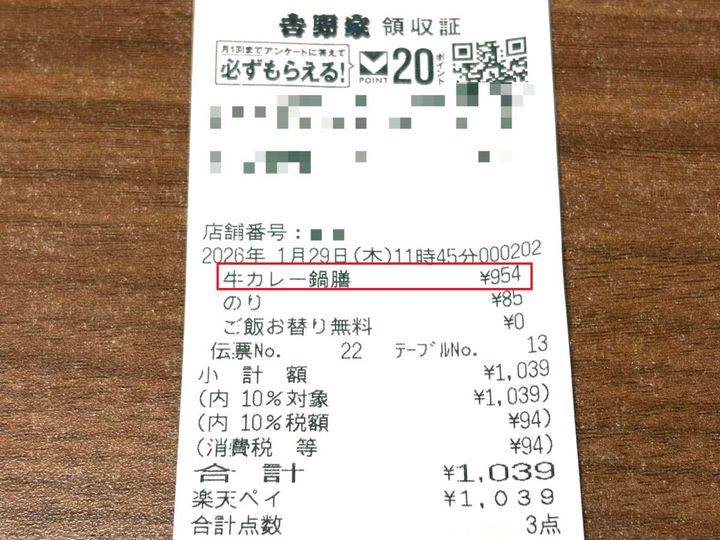 吉野家 領収証
月1回までアンケートに答えて
必ずもらえる! V POINT 20ポイント
店舗番号:
2026年 1月29日(木)11時45分000202
牛カレー鍋膳 ¥954
のり ¥85
ご飯お替り無料 ¥0
伝票No. 22 テーブルNo. 13
小 計 額 ¥1,039
(内 10%対象 ¥1,039)
(内 10%税額 ¥94)
(消費税 等 ¥94)
合 計 ¥1,039
楽天ペイ ¥1,039
合計点数 3点